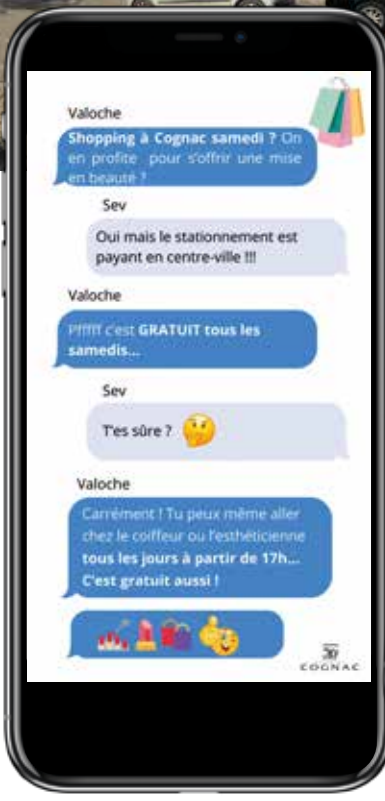 Valoche
Shopping à Cognac samedi ? On
en profite pour s'offrir une mise
en beauté ?
Sev
Oui mais le stationnement est
payant en centre-ville !!!
Valoche
Pffffff c'est GRATUIT tous les
samedis...
Sev
T'es sûre ?
Valoche
Carrément ! Tu peux même aller
chez le coiffeur ou l'esthéticienne
tous les jours à partir de 17h...
C'est gratuit aussi !
COGNAC